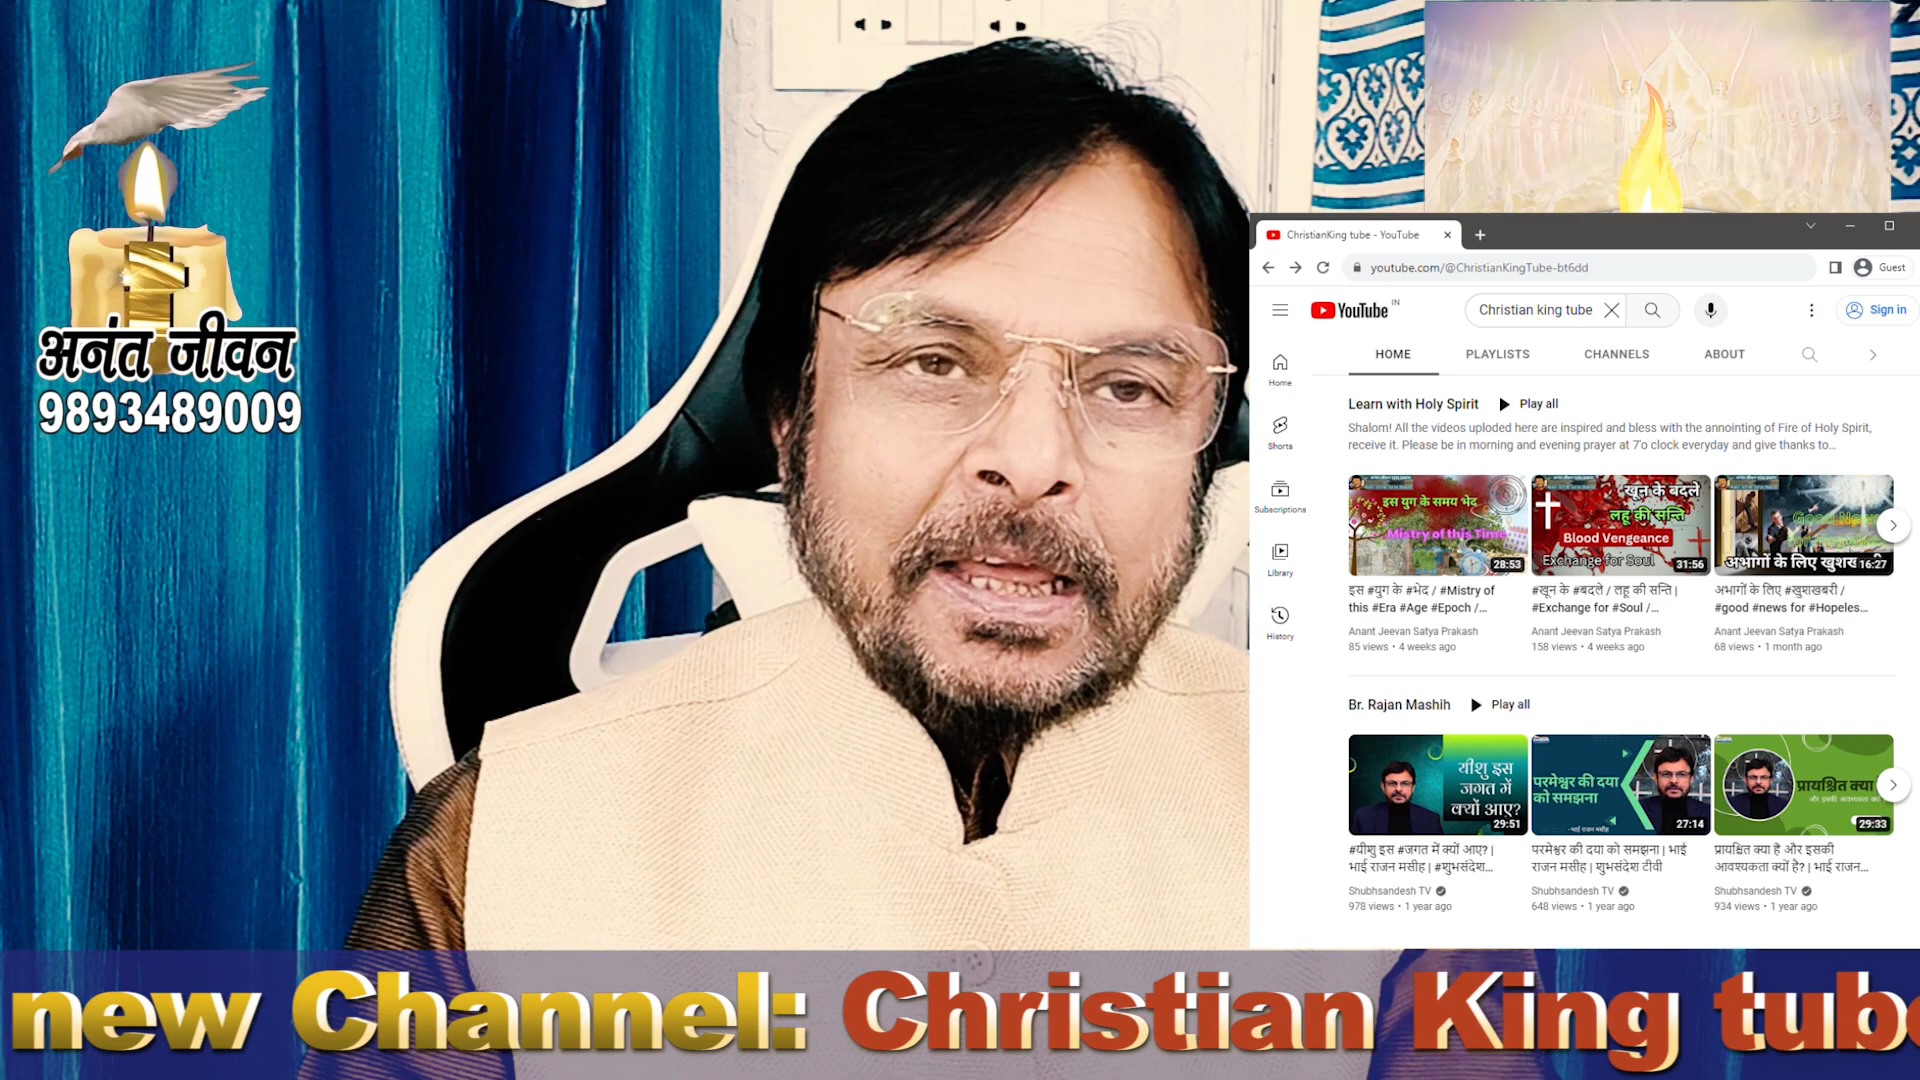 अनंत जीवन
9893489009
ChristianKing tube - YouTube
youtube.com/@ChristianKingTube-bt6dd
Guest
YouTube IN
Christian king tube
Sign in
HOME
PLAYLISTS
CHANNELS
ABOUT
Home
Shorts
Subscriptions
Library
History
Learn with Holy Spirit
Play all
Shalom! All the videos uploded here are inspired and bless with the annointing of Fire of Holy Spirit,
receive it. Please be in morning and evening prayer at 7'o clock everyday and give thanks to...
इस युग के समय भेद
Mistry of this Time
28:53
खून के बदले
लहू की सन्ति
Blood Vengeance
Exchange for Soul
31:56
Good News
अभागों के लिए खुशख
16:27
इस #युग के #भेद / #Mistry of
this #Era #Age #Epoch /...
Anant Jeevan Satya Prakash
85 views • 4 weeks ago
#खून के #बदले / लहू की सन्ति |
#Exchange for #Soul /...
Anant Jeevan Satya Prakash
158 views • 4 weeks ago
अभागों के लिए #खुशखबरी /
#good #news for #Hopeles...
Anant Jeevan Satya Prakash
68 views • 1 month ago
Br. Rajan Mashih
Play all
यीशु इस
जगत में
क्यों आए?
29:51
परमेश्वर की दया
को समझना
-भाई राजन मसीह
27:14
प्रायश्चित क्या
29:33
#यीशु इस #जगत में क्यों आए? |
भाई राजन मसीह | #शुभसंदेश...
Shubhsandesh TV
978 views • 1 year ago
परमेश्वर की दया को समझना | भाई
राजन मसीह | शुभसंदेश टीवी
Shubhsandesh TV
648 views • 1 year ago
प्रायश्चित क्या है और इसकी
आवश्यकता क्यों है? | भाई राजन...
Shubhsandesh TV
934 views • 1 year ago
new Channel: Christian King tube